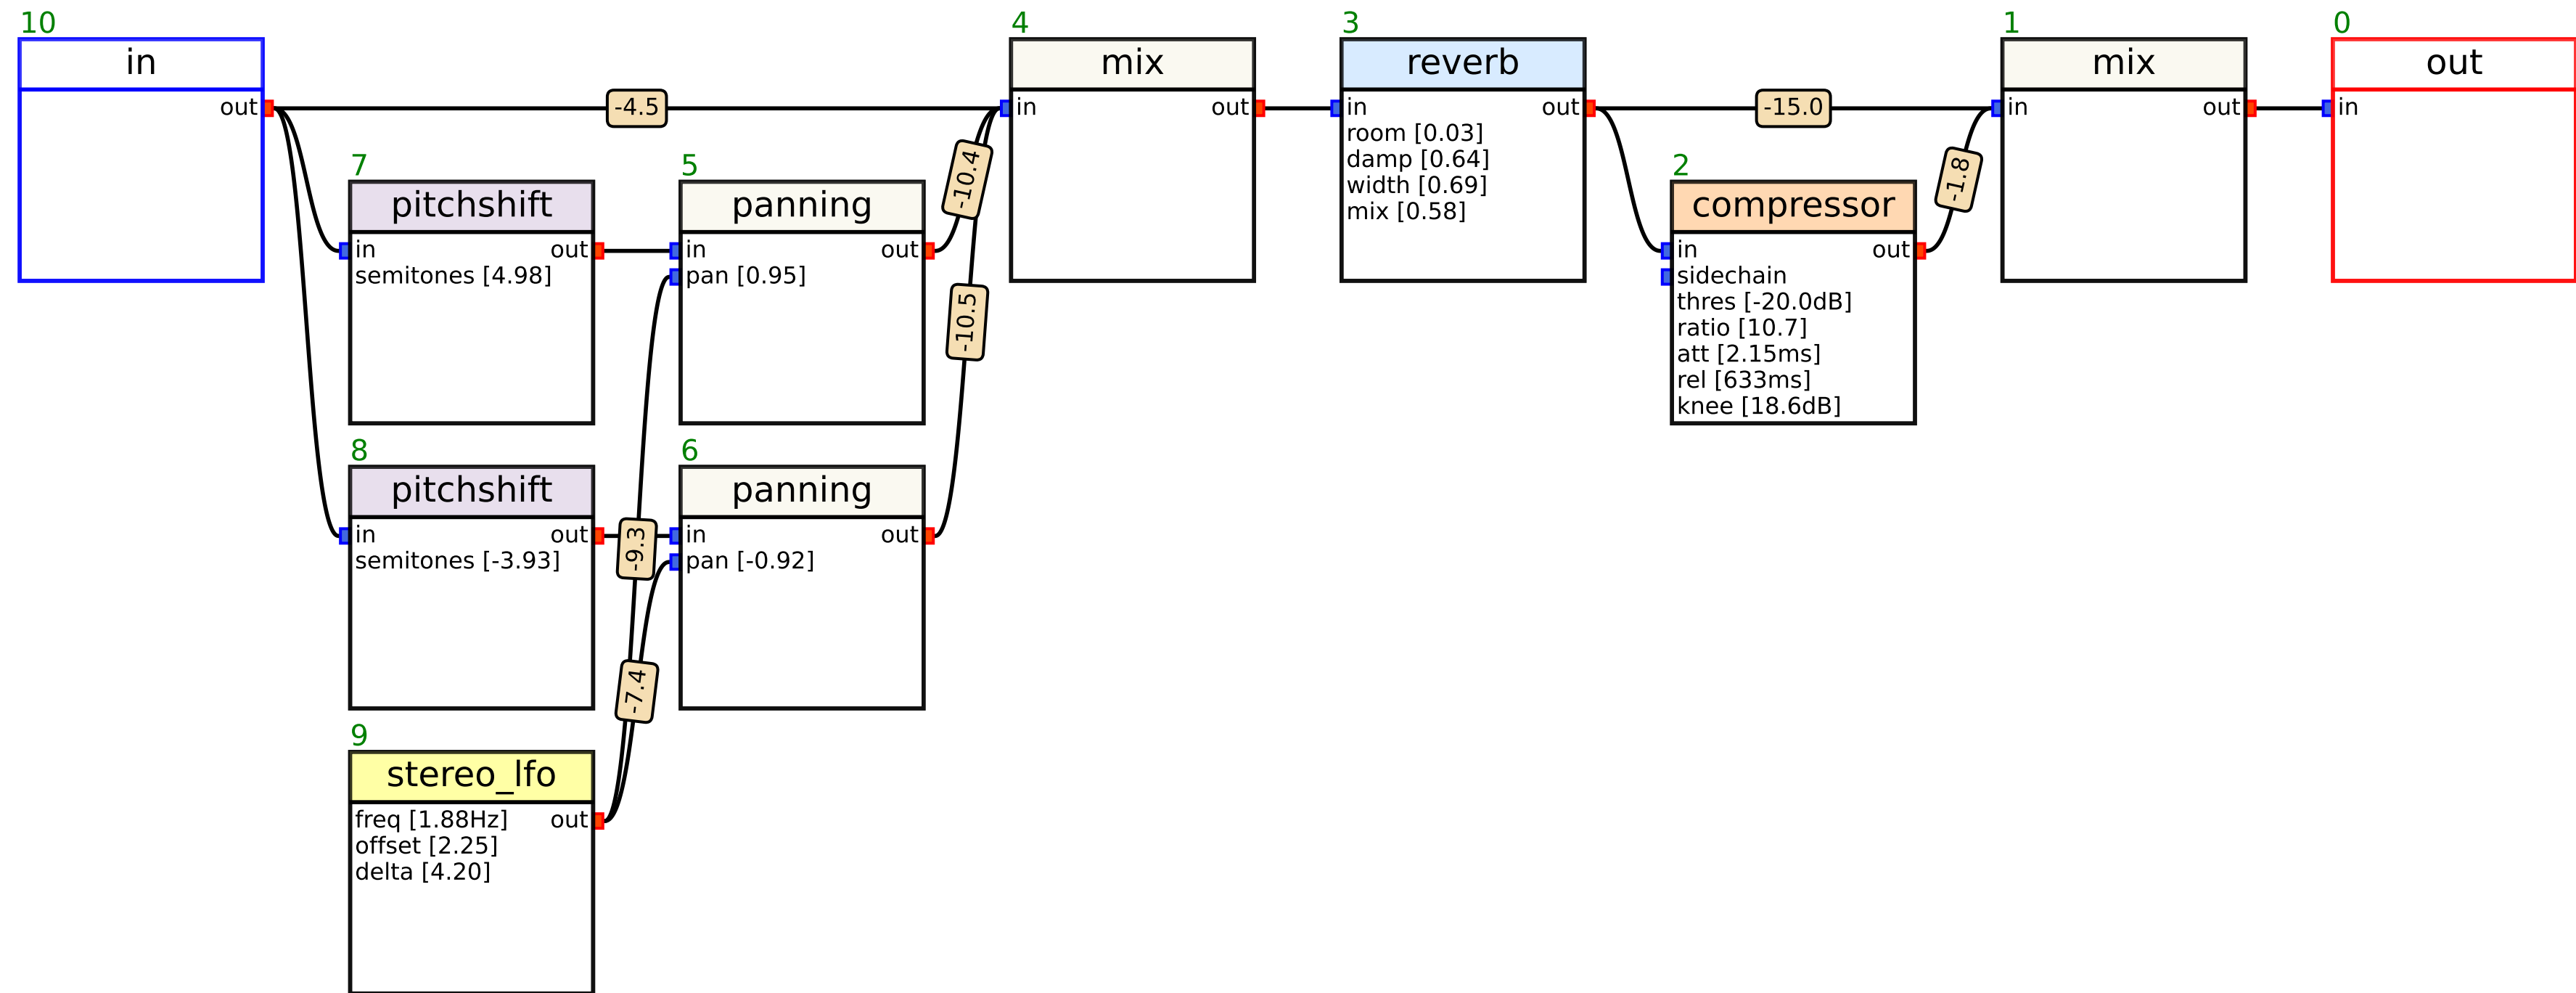 10
in
out
-4.5
7
pitchshift
in
out
semitones [4.98]
8
pitchshift
in
out
semitones [-3.93]
9
stereo_lfo
freq [1.88Hz]
out
offset [2.25]
delta [4.20]
-9.3
-7.4
5
panning
in
out
pan [0.95]
6
panning
in
out
pan [-0.92]
-10.4
-10.5
4
mix
in
out
3
reverb
in
out
room [0.03]
damp [0.64]
width [0.69]
mix [0.58]
-15.0
2
compressor
in
out
sidechain
thres [-20.0dB]
ratio [10.7]
att [2.15ms]
rel [633ms]
knee [18.6dB]
-1.8
1
mix
in
out
0
out
in